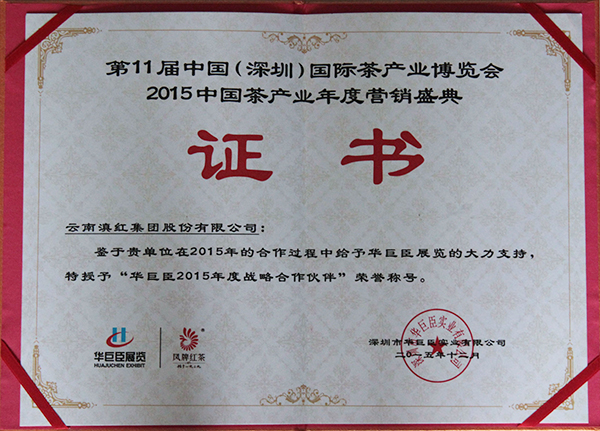 第11届中国（深圳）国际茶产业博览会
2015中国茶产业年度营销盛典
证 书
云南滇红集团股份有限公司：
鉴于贵单位在2015年的合作过程中给予华巨臣展览的大力支持，
特授予“华巨臣2015年度战略合作伙伴”荣誉称号。
华巨臣展览
HUAJUCHEN EXHIBIT
凤牌红茶
深圳市华巨臣实业有限公司
二〇一五年十二月